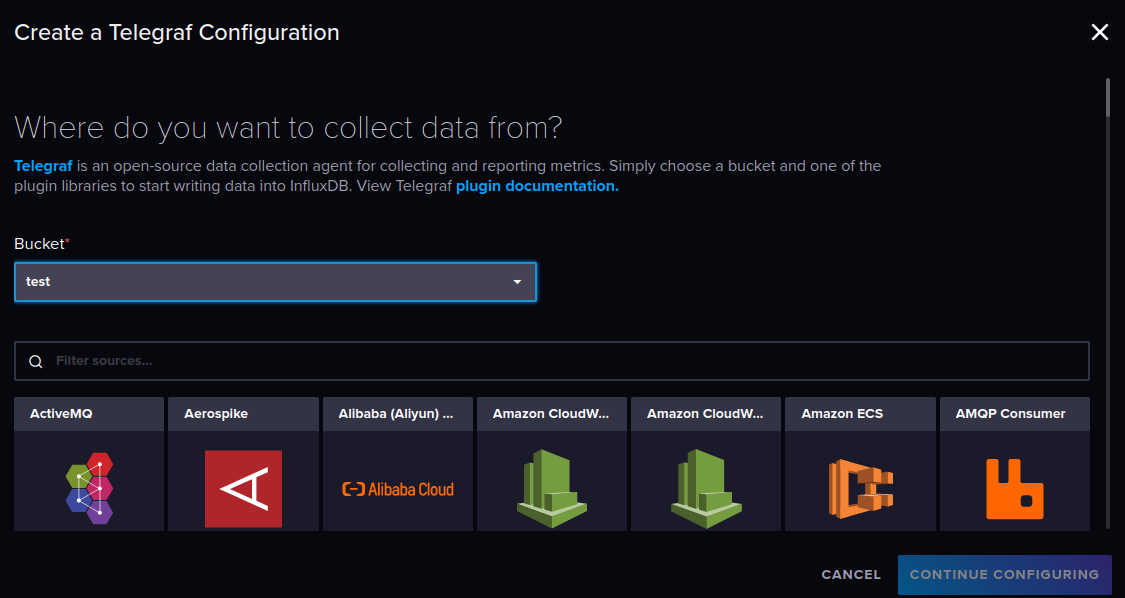 Create a Telegraf Configuration
Where do you want to collect data from?
Telegraf is an open-source data collection agent for collecting and reporting metrics. Simply choose a bucket and one of the
plugin libraries to start writing data into InfluxDB. View Telegraf plugin documentation.
Bucket*
test
Filter sources...
ActiveMQ
Aerospike
Alibaba (Aliyun) ...
Amazon CloudW...
Amazon CloudW...
Amazon ECS
AMQP Consumer
Alibaba Cloud
CANCEL
CONTINUE CONFIGURING